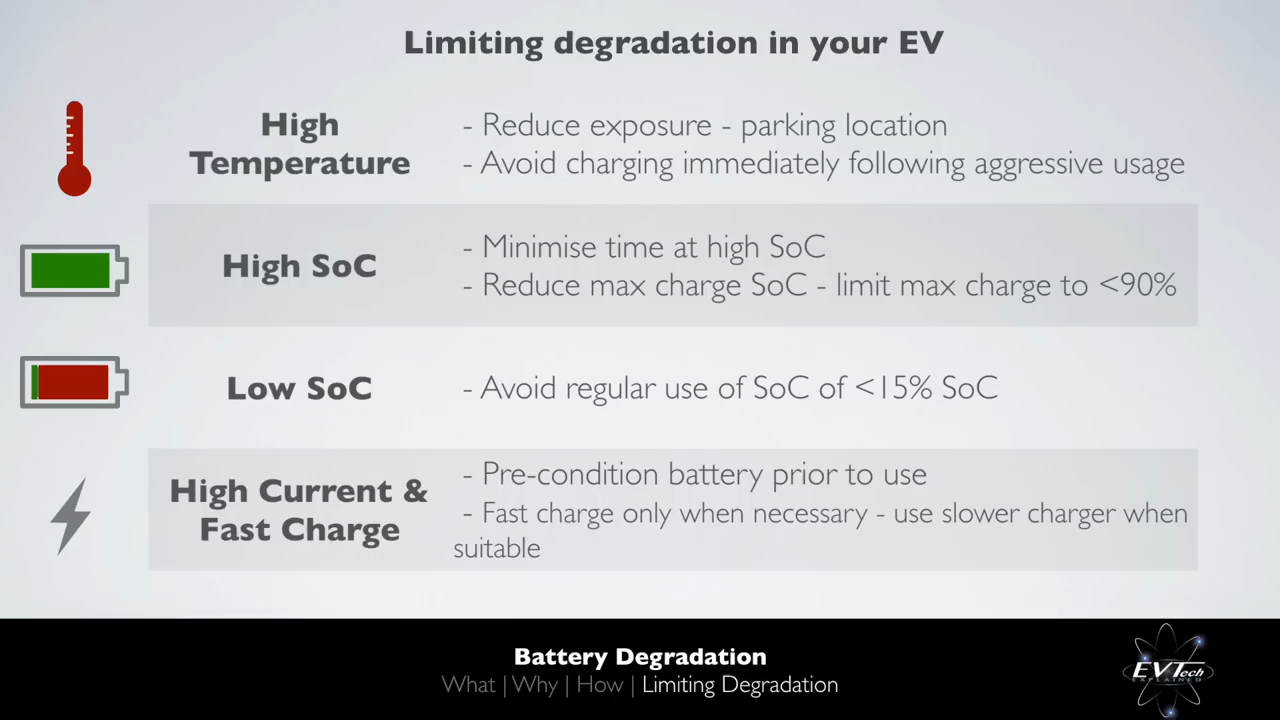 Limiting degradation in your EV
High
Temperature
- Reduce exposure - parking location
- Avoid charging immediately following aggressive usage
High SoC
- Minimise time at high SoC
- Reduce max charge SoC - limit max charge to <90%
Low SoC
- Avoid regular use of SoC of <15% SoC
High Current &
Fast Charge
- Pre-condition battery prior to use
- Fast charge only when necessary - use slower charger when
suitable
Battery Degradation
What | Why | How | Limiting Degradation
EVTech
EXPLAINED